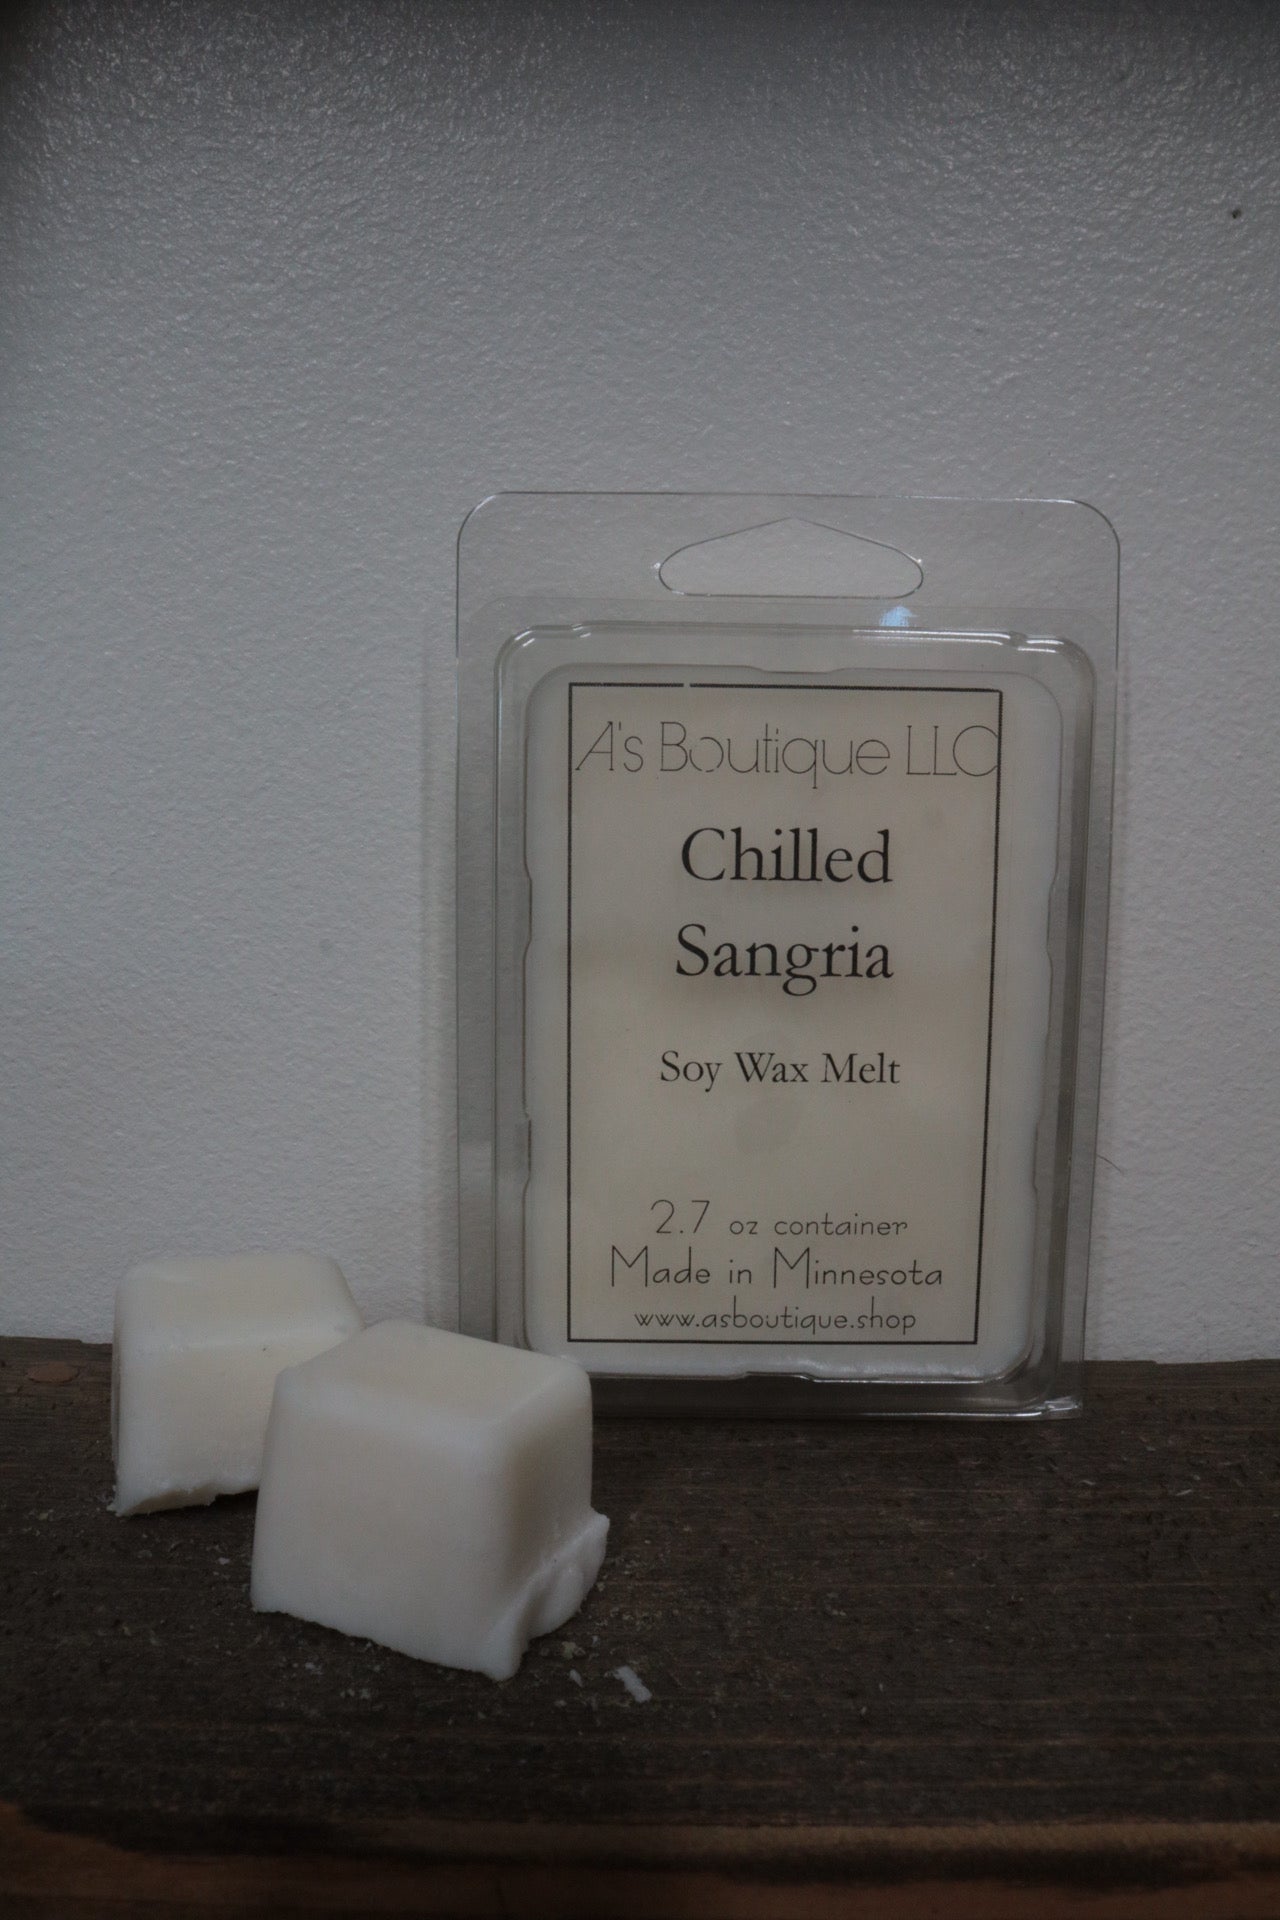 A's Boutique LLC
Chilled
Sangria
Soy Wax Melt
2.7 oz container
Made in Minnesota
www.asboutique.shop